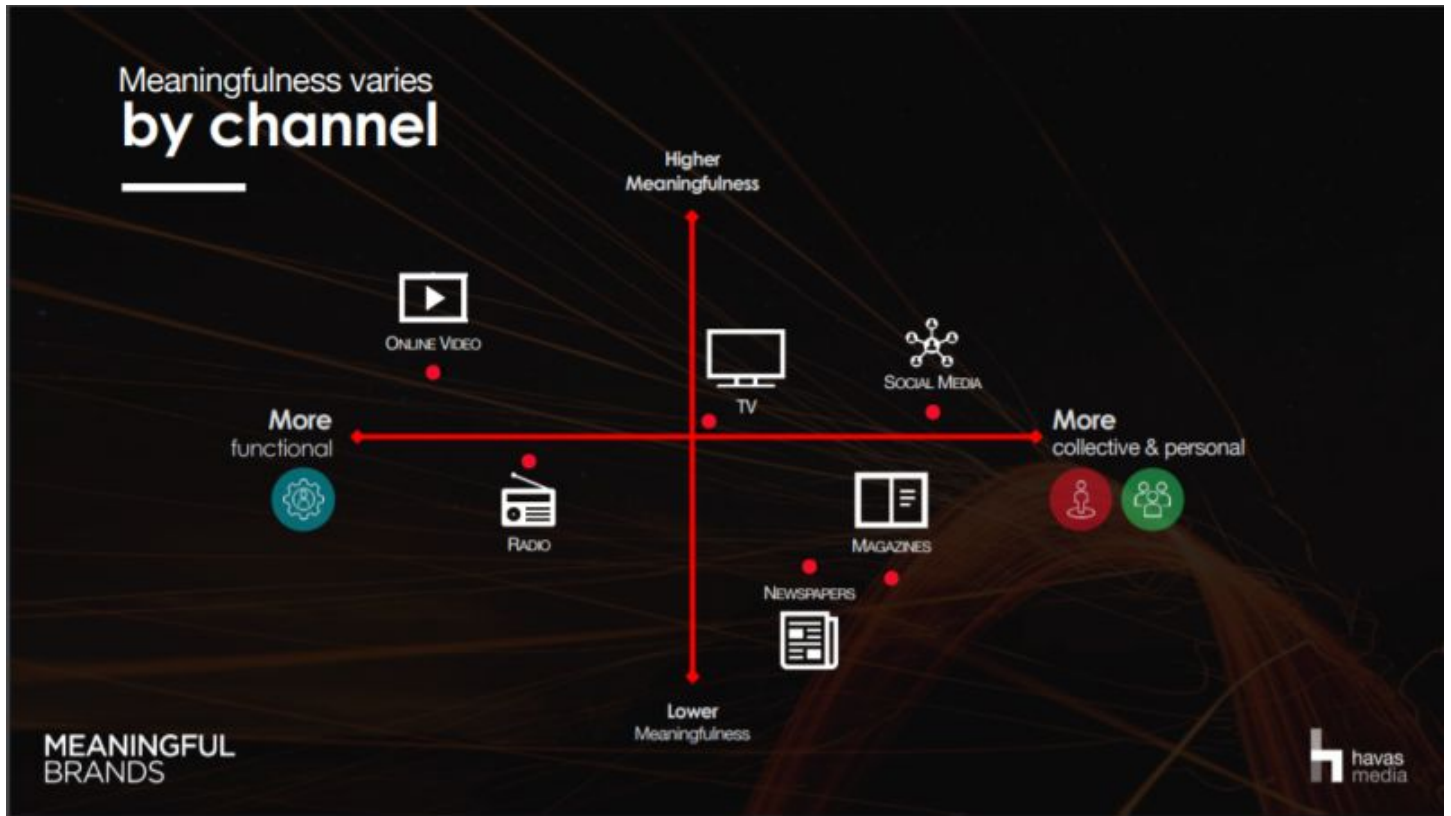 Meaningfulness varies
by channel
Higher
Meaningfulness
ONLINE VIDEO
TV
SOCIAL MEDIA
More
functional
More
collective & personal
RADIO
MAGAZINES
NEWSPAPERS
Lower
Meaningfulness
MEANINGFUL
BRANDS
havas
media